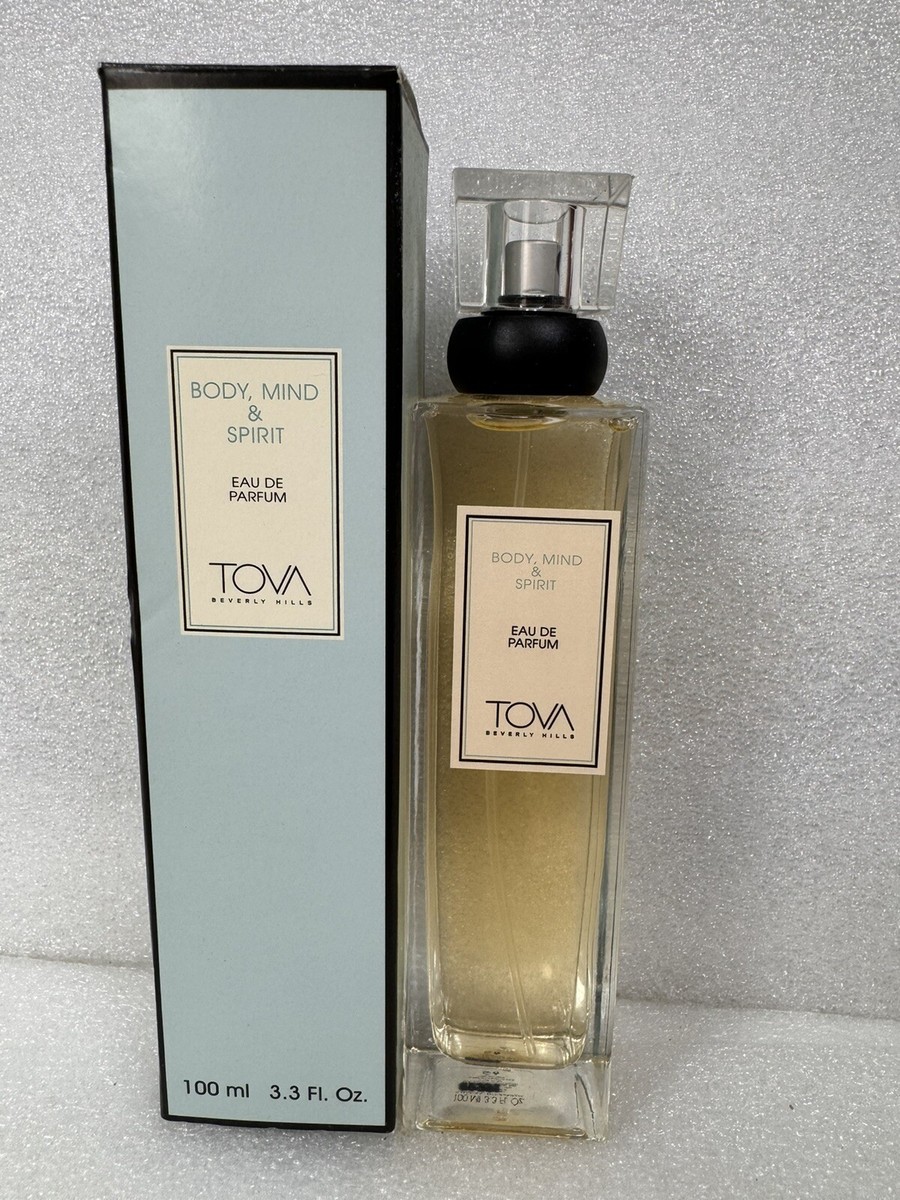 BODY, MIND
&
SPIRIT
EAU DE
PARFUM
TOVA
BEVERLY HILLS
100 ml 3.3 Fl. Oz.
BODY, MIND
&
SPIRIT
EAU DE
PARFUM
TOVA
BEVERLY HILLS